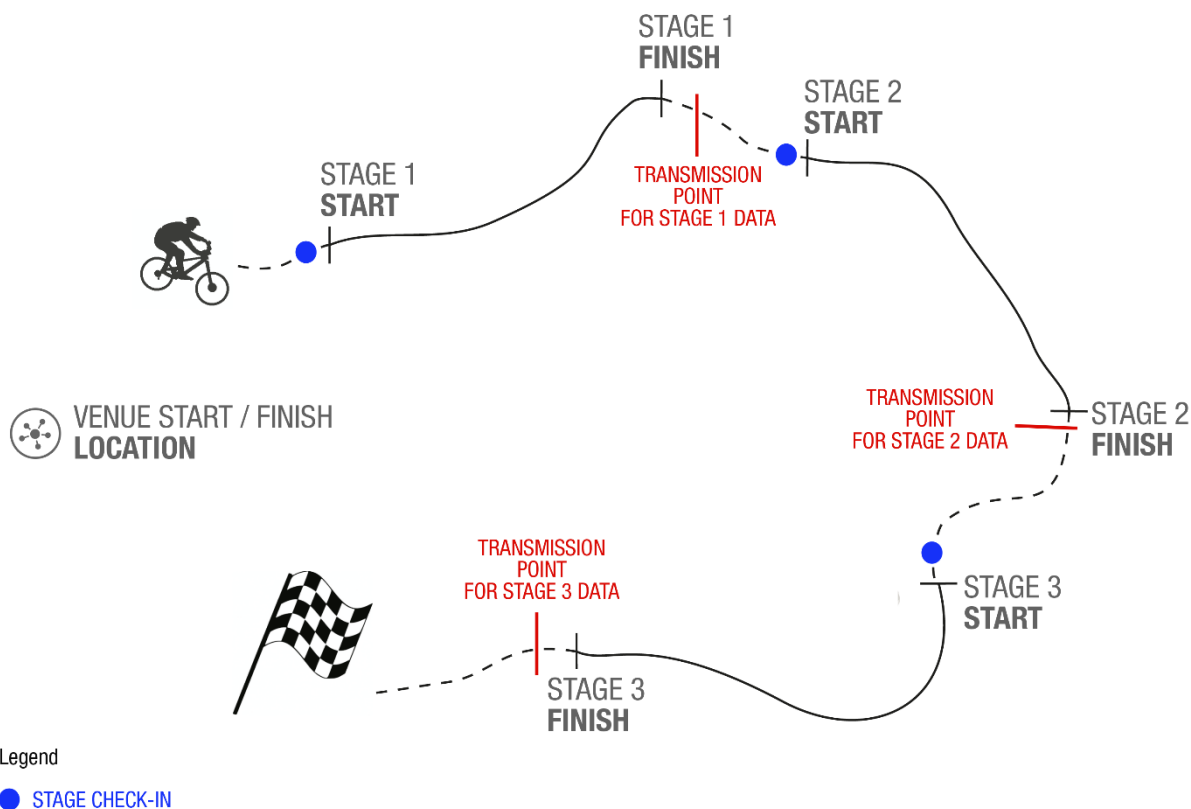 STAGE 1
FINISH
STAGE 2
START
STAGE 1
START
TRANSMISSION
POINT
FOR STAGE 1 DATA
VENUE START / FINISH
LOCATION
TRANSMISSION
POINT
FOR STAGE 2 DATA
STAGE 2
FINISH
TRANSMISSION
POINT
FOR STAGE 3 DATA
STAGE 3
START
STAGE 3
FINISH
Legend
STAGE CHECK-IN